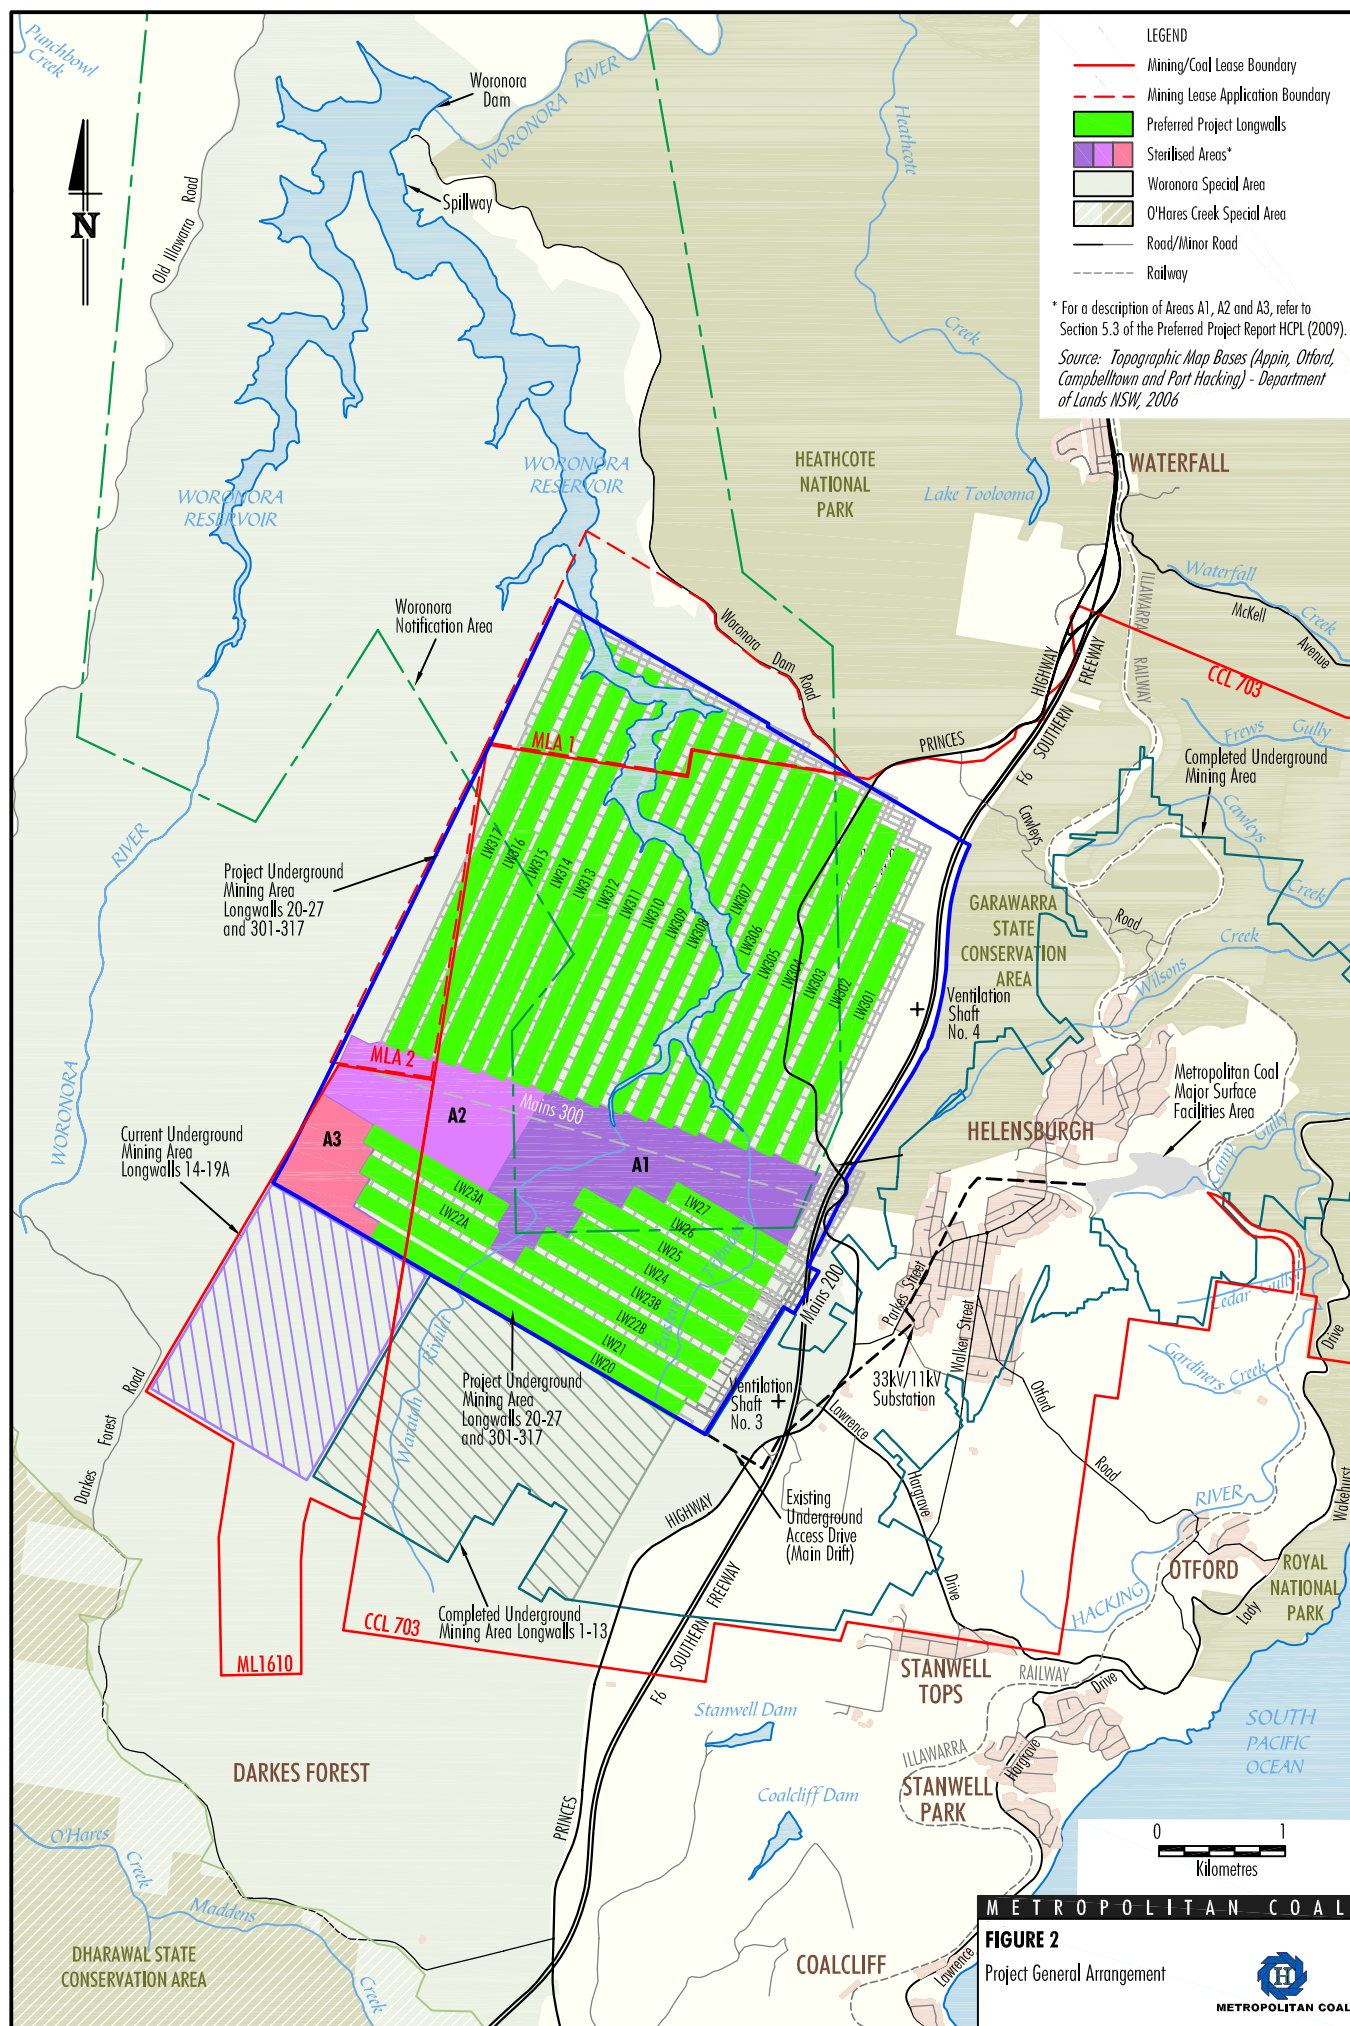 LEGEND
Mining/Coal Lease Boundary
Mining Lease Application Boundary
Preferred Project Longwalls
Sterilised Areas*
Woronora Special Area
O'Hares Creek Special Area
Road/Minor Road
Railway
* For a description of Areas A1, A2 and A3, refer to
Section 5.3 of the Preferred Project Report HCPL (2009).
Source: Topographic Map Bases (Appin, Otford,
Campbelltown and Port Hacking) - Department
of Lands NSW, 2006
Punchbowl
Creek
Woronora
Dam
WORONORA RIVER
Heathcote
Creek
N
Old Illawarra Road
Spillway
WORONORA
RESERVOIR
WORONORA
RESERVOIR
HEATHCOTE
NATIONAL
PARK
Lake Toolooma
WATERFALL
Waterfall
Creek
McKell
Avenue
ILLAWARRA
RAILWAY
Woronora
Notification Area
Woronora Dam Road
HIGHWAY
FREEWAY
CCL 703
PRINCES
SOUTHERN
F6
Frews Gully
Completed Underground
Mining Area
MLA 1
Cawleys
Cawleys
Creek
RIVER
Project Underground
Mining Area
Longwalls 20-27
and 301-317
LW317
LW316
LW315
LW314
LW313
LW312
LW311
LW310
LW309
LW308
LW307
LW306
LW305
LW304
LW303
LW302
LW301
GARAWARRA
STATE
CONSERVATION
AREA
Road
Wilsons
Creek
Ventilation
Shaft
No. 4
WORONORA
MLA 2
Metropolitan Coal
Major Surface
Facilities Area
Mains 300
A2
A3
A1
HELENSBURGH
Camp
Gully
Current Underground
Mining Area
Longwalls 14-19A
LW23A
LW22A
LW27
LW26
LW25
LW24
LW23B
LW22B
LW21
LW20
Mains 200
Cedar Gully
Parkes Street
Walker Street
Drive
Gardiners Creek
Waratah
Rivulet
Project Underground
Mining Area
Longwalls 20-27
and 301-317
Ventilation
Shaft
No. 3
33kV/11kV
Substation
Otford
Road
Lawrence
Hargrave
Drive
Darkes
Forest
Road
HIGHWAY
Existing
Underground
Access Drive
(Main Drift)
RIVER
HACKING
Wakehurst
OTFORD
Lady
ROYAL
NATIONAL
PARK
FREEWAY
SOUTHERN
F6
Completed Underground
Mining Area Longwalls 1-13
CCL 703
ML1610
STANWELL
TOPS
RAILWAY
Drive
Stanwell Dam
SOUTH
PACIFIC
OCEAN
ILLAWARRA
Hargrave
STANWELL
PARK
DARKES FOREST
Coalcliff Dam
PRINCES
O'Hares
Creek
Maddens
Creek
0 1
Kilometres
DHARAWAL STATE
CONSERVATION AREA
COALCLIFF
Lawrence
METROPOLITAN COAL
FIGURE 2
Project General Arrangement
H
METROPOLITAN COAL